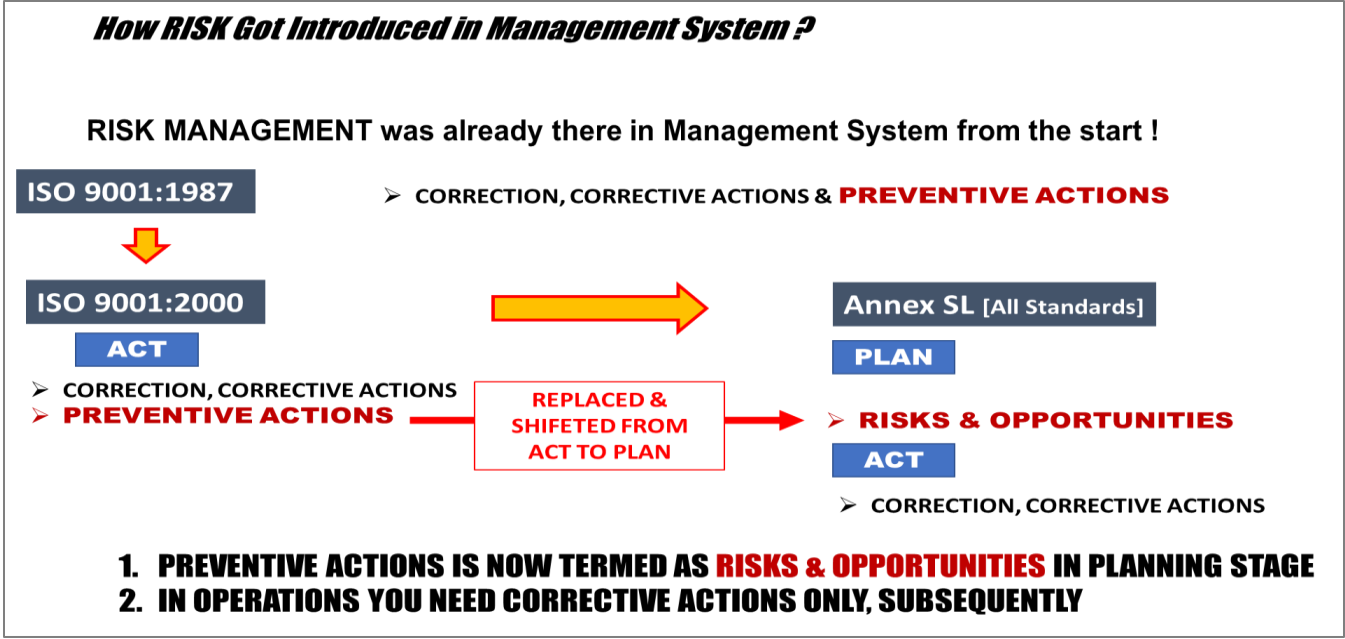 How RISK Got Introduced in Management System ?
RISK MANAGEMENT was already there in Management System from the start !
ISO 9001:1987
➢ CORRECTION, CORRECTIVE ACTIONS & PREVENTIVE ACTIONS
ISO 9001:2000
ACT
➢ CORRECTION, CORRECTIVE ACTIONS
➢ PREVENTIVE ACTIONS
REPLACED &
SHIFETED FROM
ACT TO PLAN
Annex SL [All Standards]
PLAN
➢ RISKS & OPPORTUNITIES
ACT
➢ CORRECTION, CORRECTIVE ACTIONS
1. PREVENTIVE ACTIONS IS NOW TERMED AS RISKS & OPPORTUNITIES IN PLANNING STAGE
2. IN OPERATIONS YOU NEED CORRECTIVE ACTIONS ONLY, SUBSEQUENTLY